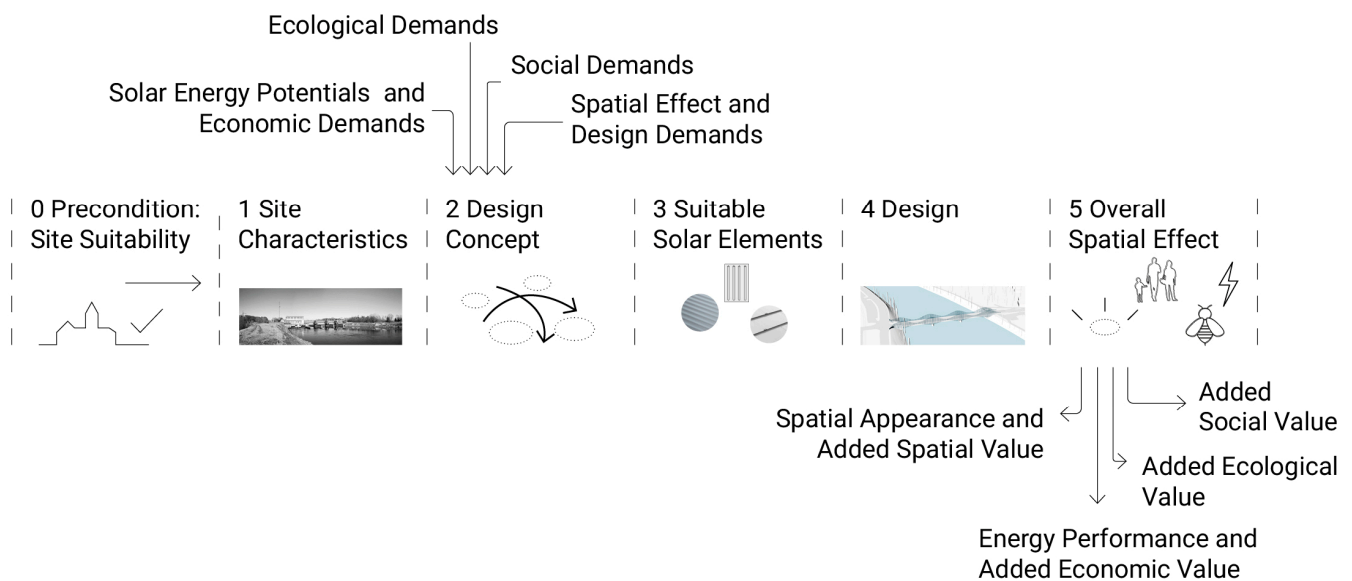 Ecological Demands
Social Demands
Solar Energy Potentials and
Economic Demands
Spatial Effect and
Design Demands
0 Precondition:
Site Suitability
1 Site
Characteristics
2 Design
Concept
3 Suitable
Solar Elements
4 Design
5 Overall
Spatial Effect
Spatial Appearance and
Added Spatial Value
Added
Social Value
Added Ecological
Value
Energy Performance and
Added Economic Value